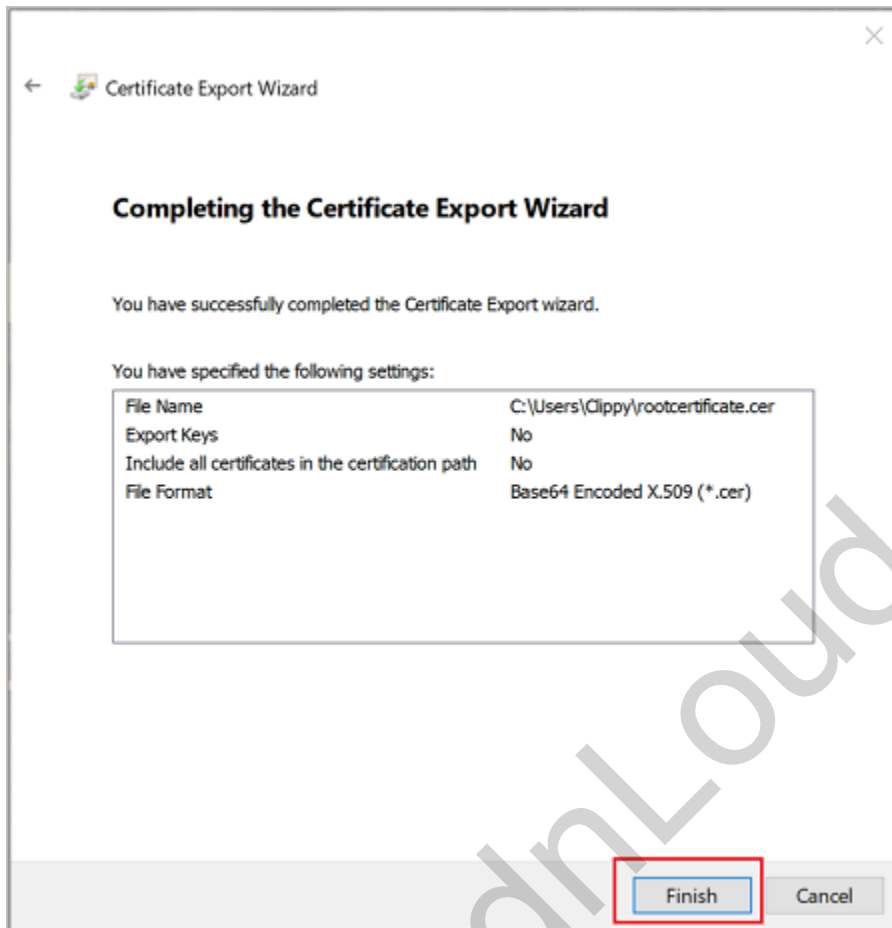 Certificate Export Wizard
Completing the Certificate Export Wizard
You have successfully completed the Certificate Export wizard.
You have specified the following settings:
File Name C:\Users\Clippy\rootcertificate.cer
Export Keys No
Include all certificates in the certification path No
File Format Base64 Encoded X.509 (*.cer)
dnLoud
Finish Cancel